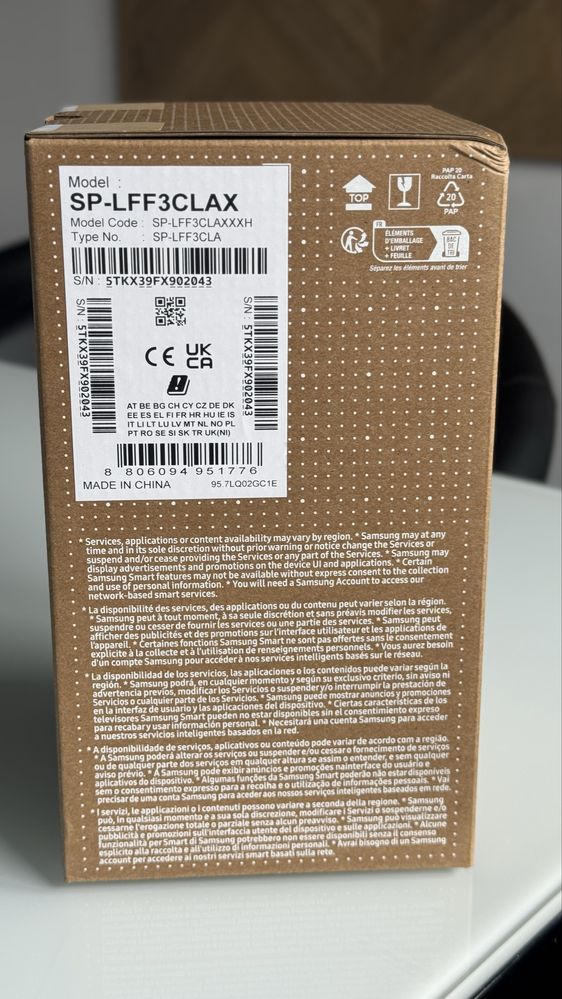 Model :
SP-LFF3CLAX
Model Code : SP-LFF3CLAXXXH
Type No. : SP-LFF3CLA
S/N : 5TKX39FX902043
S/N : 5TKX39FX902043
S/N : 5TKX39FX902043
CE UK CA
AT BE BG CH CY CZ DE DK
EE ES EL FI FR HR HU IE IS
IT LI LT LU LV MT NL NO PL
PT RO SE SI SK TR UK(NI)
8 806094 951776
MADE IN CHINA 95.7LQ02GC1E
TOP
PAP 20
Raccolta Carta
20
PAP
FR
ÉLÉMENTS
D'EMBALLAGE
+ LIVRET
+ FEUILLE
BAC
DE
TRI
Séparez les éléments avant de trier
* Services, applications or content availability may vary by region. * Samsung may at any
time and in its sole discretion without prior warning or notice change the Services or
suspend and/or cease providing the Services or any part of the Services. * Samsung may
display advertisements and promotions on the device UI and applications. * Certain
Samsung Smart features may not be available without express consent to the collection
and use of personal information. * You will need a Samsung Account to access our
network-based smart services.
* La disponibilité des services, des applications ou du contenu peut varier selon la région.
* Samsung peut à tout moment, à sa seule discrétion et sans préavis modifier les services,
suspendre ou cesser de fournir les services ou une partie des services. * Samsung peut
afficher des publicités et des promotions sur l'interface utilisateur et les applications de
l'appareil. * Certaines fonctions Samsung Smart ne sont pas offertes sans le consentement
explicite à la collecte et à l'utilisation de renseignements personnels. * Vous aurez besoin
d'un compte Samsung pour accéder à nos services intelligents basés sur le réseau.
* La disponibilidad de los servicios, las aplicaciones o los contenidos puede variar según la
región. * Samsung podrá, en cualquier momento y según su exclusivo criterio, sin aviso ni
advertencia previos, modificar los Servicios o suspender y/o interrumpir la prestación de
Servicios o cualquier parte de los Servicios. * Samsung puede mostrar anuncios y promociones
en la interfaz de usuario y las aplicaciones del dispositivo. * Ciertas características de los
televisores Samsung Smart pueden no estar disponibles sin el consentimiento expreso
para recabar y usar información personal. * Necesitará una cuenta Samsung para acceder
a nuestros servicios inteligentes basados en la red.
* A disponibilidade de serviços, aplicativos ou conteúdo pode variar de acordo com a região.
* A Samsung poderá alterar os serviços ou suspender e/ou cessar o fornecimento de serviços
ou de qualquer parte dos serviços em qualquer altura se assim o entender, e sem qualquer
aviso prévio. * A Samsung pode exibir anúncios e promoções nainterface do usuário e
aplicativos do dispositivo. * Algumas funções da Samsung Smart poderão não estar disponíveis
sem o consentimento expresso para a recolha e o utilização de informações pessoais. * Vai
precisar de uma conta Samsung para aceder aos nossos serviços inteligentes baseados em rede.
* I servizi, le applicazioni o i contenuti possono variare a seconda della regione. * Samsung
può, in qualsiasi momento e a sua sola discrezione, modificare i Servizi o sospenderne e/o
cessarne l'erogazione totale o parziale senza alcun preavviso. * Samsung può visualizzare
pubblicità e promozioni sull'interfaccia utente del dispositivo e sulle applicazioni. * Alcune
funzionalità per Smart di Samsung potrebbero non essere disponibili senza il consenso
esplicito alla raccolta e all'utilizzo di informazioni personali. * Avrai bisogno di un Samsung
account per accedere ai nostri servizi smart basati sulla rete.